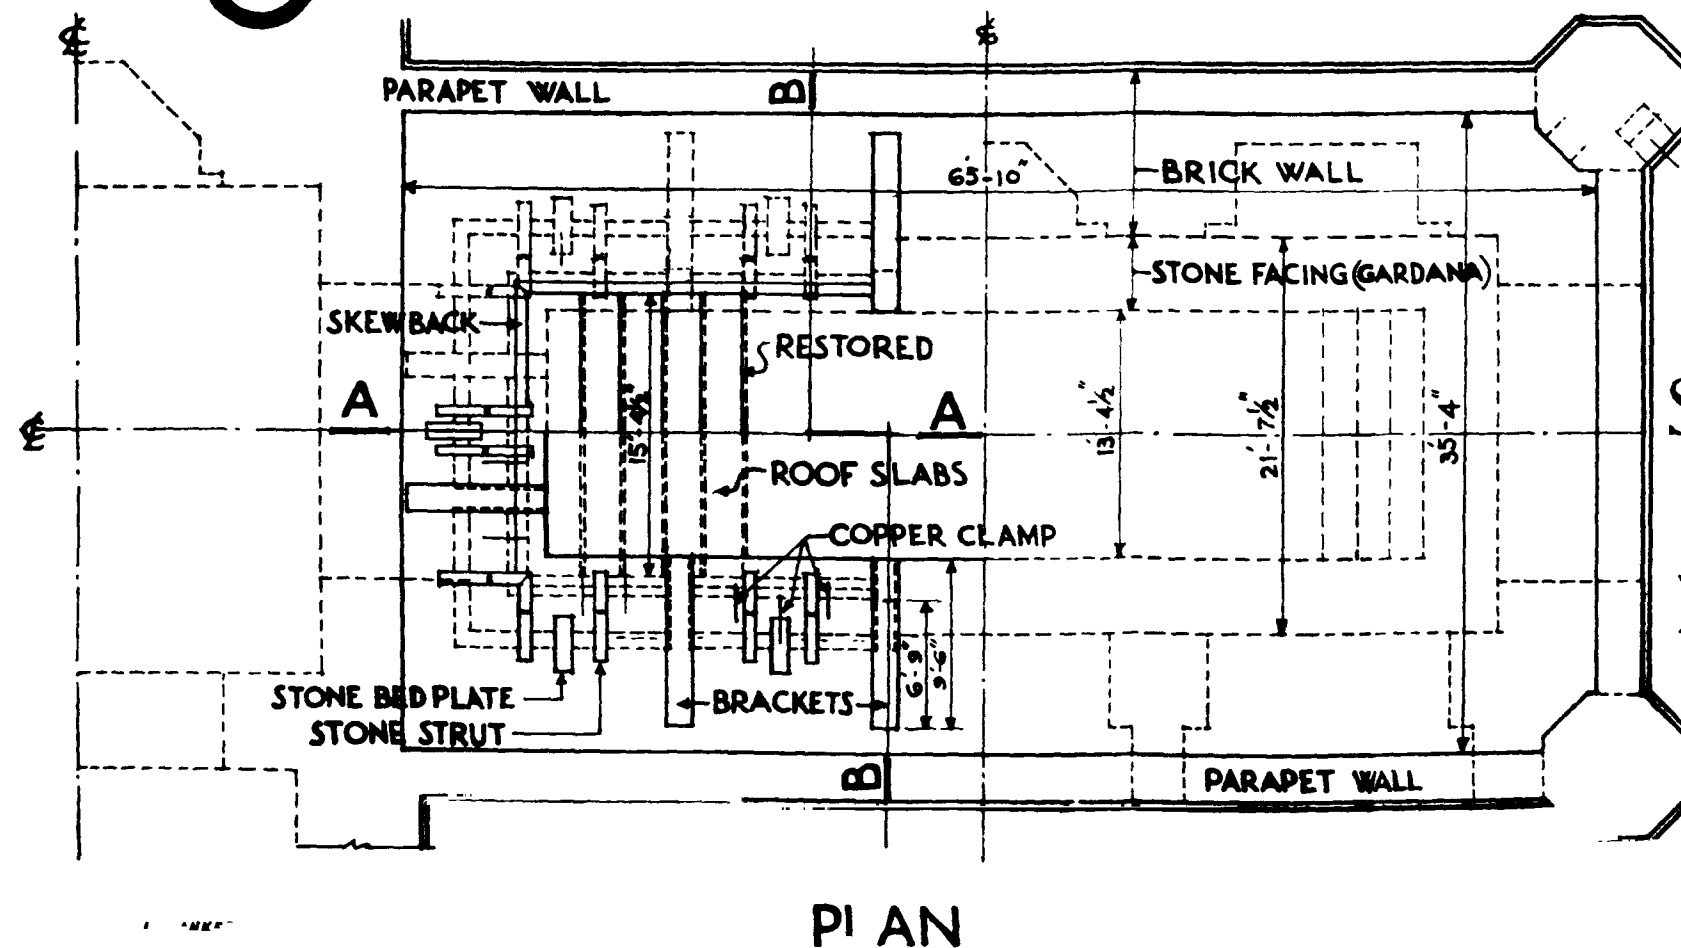 ℄
℄
PARAPET WALL
B
65'-10"
BRICK WALL
STONE FACING (GARDANA)
SKEWBACK
RESTORED
A
A
℄
15'-4½"
13'-4½"
21'-7½"
35'-4"
ROOF SLABS
COPPER CLAMP
6'-9"
9'-6"
STONE BED PLATE
BRACKETS
STONE STRUT
B
PARAPET WALL
PLAN